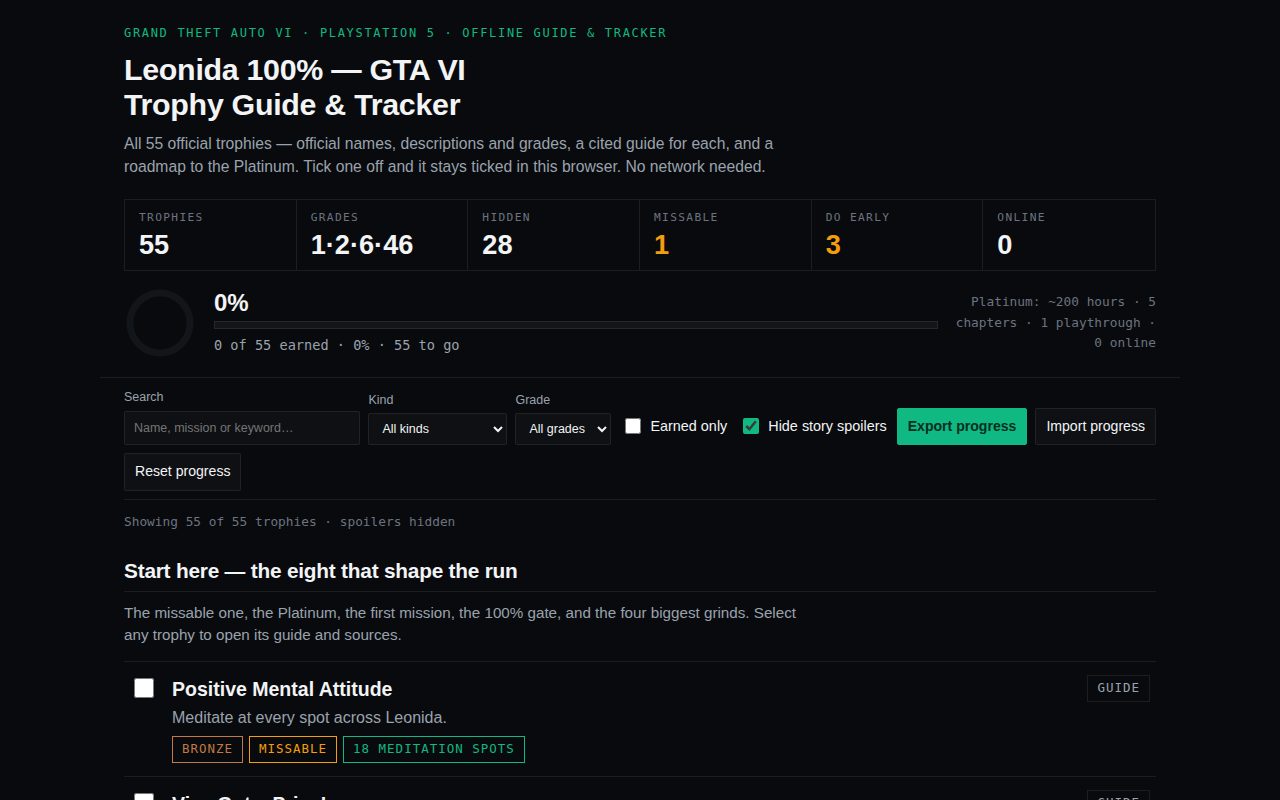 GRAND THEFT AUTO VI · PLAYSTATION 5 · OFFLINE GUIDE & TRACKER
Leonida 100% — GTA VI
Trophy Guide & Tracker
All 55 official trophies — official names, descriptions and grades, a cited guide for each, and a
roadmap to the Platinum. Tick one off and it stays ticked in this browser. No network needed.
TROPHIES
55
GRADES
1·2·6·46
HIDDEN
28
MISSABLE
1
DO EARLY
3
ONLINE
0
0%
0 of 55 earned · 0% · 55 to go
Platinum: ~200 hours · 5
chapters · 1 playthrough ·
0 online
Search
Name, mission or keyword…
Kind
All kinds
Grade
All grades
Earned only
Hide story spoilers
Export progress
Import progress
Reset progress
Showing 55 of 55 trophies · spoilers hidden
Start here — the eight that shape the run
The missable one, the Platinum, the first mission, the 100% gate, and the four biggest grinds. Select
any trophy to open its guide and sources.
Positive Mental Attitude
GUIDE
Meditate at every spot across Leonida.
BRONZE
MISSABLE
18 MEDITATION SPOTS